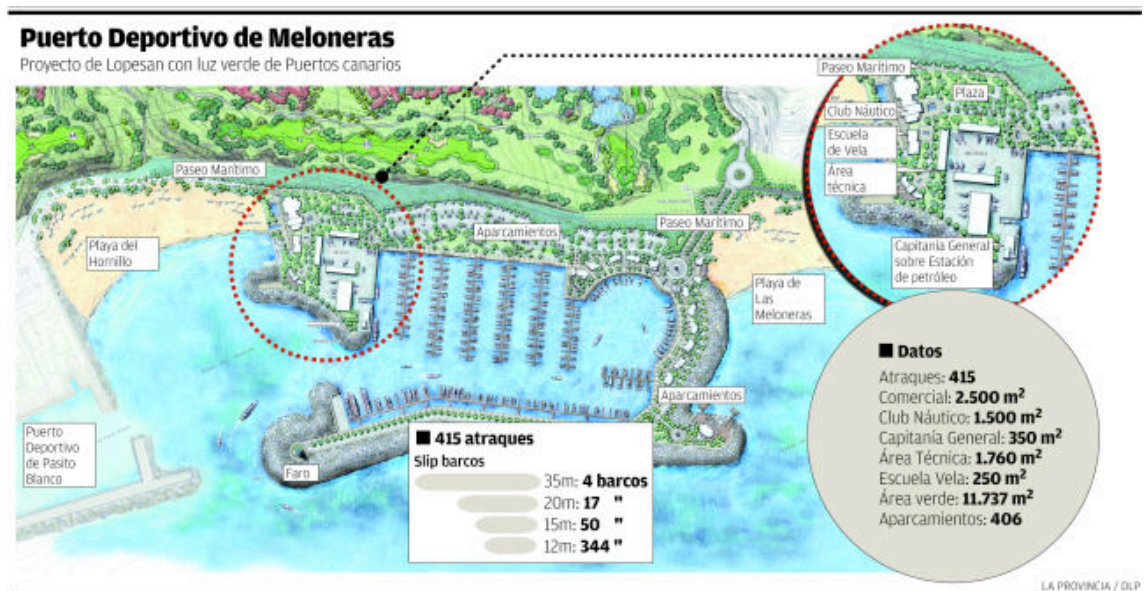 Puerto Deportivo de Meloneras
Proyecto de Lopesan con luz verde de Puertos canarios
Paseo Marítimo
Playa del
Hornillo
Aparcamientos
Paseo Marítimo
Playa de
Las
Meloneras
Aparcamientos
Puerto
Deportivo
de Pasito
Blanco
Faro
Paseo Marítimo
Plaza
Club Náutico
Escuela
de Vela
Área
técnica
Capitanía General
sobre Estación
de petróleo
■ 415 atraques
Slip barcos
35m: 4 barcos
20m: 17 "
15m: 50 "
12m: 344 "
■ Datos
Atraques: 415
Comercial: 2.500 m²
Club Náutico: 1.500 m²
Capitanía General: 350 m²
Área Técnica: 1.760 m²
Escuela Vela: 250 m²
Área verde: 11.737 m²
Aparcamientos: 406
LA PROVINCIA / DLP